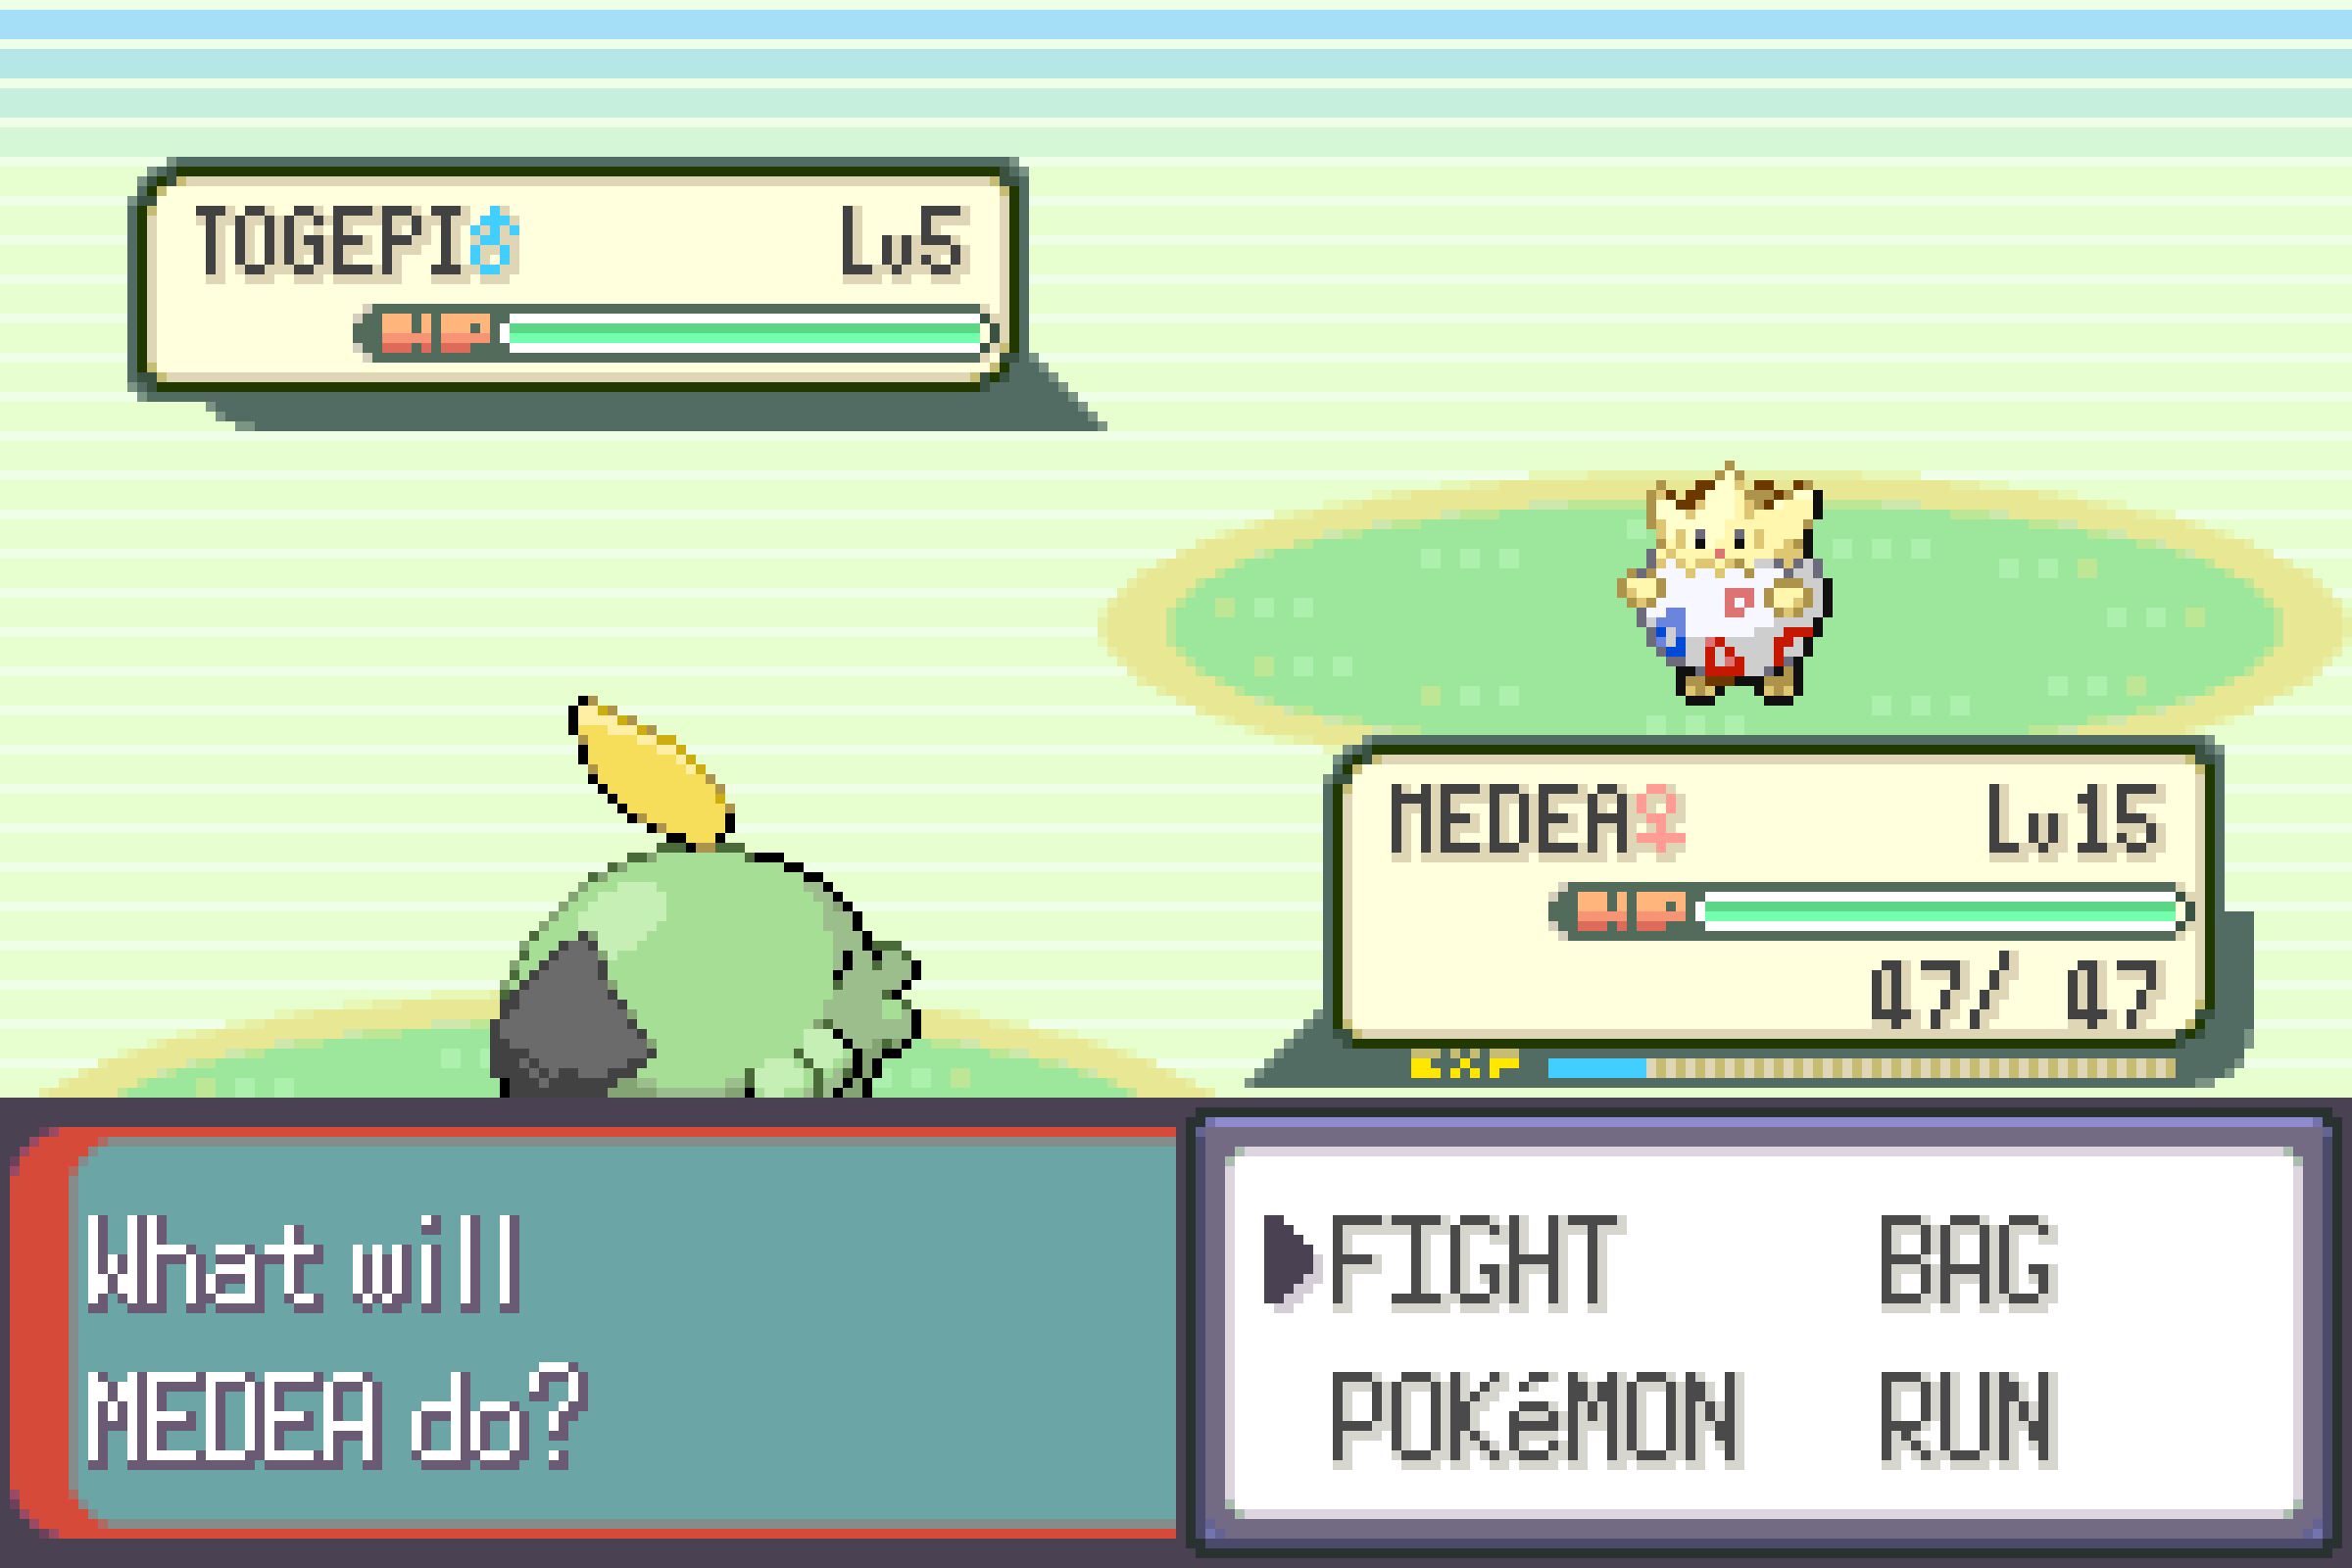 TOGEPI♂ Lv5
HP
MEDEA♀ Lv15
HP
47/ 47
EXP
What will
MEDEA do?
FIGHT BAG
POKéMON RUN